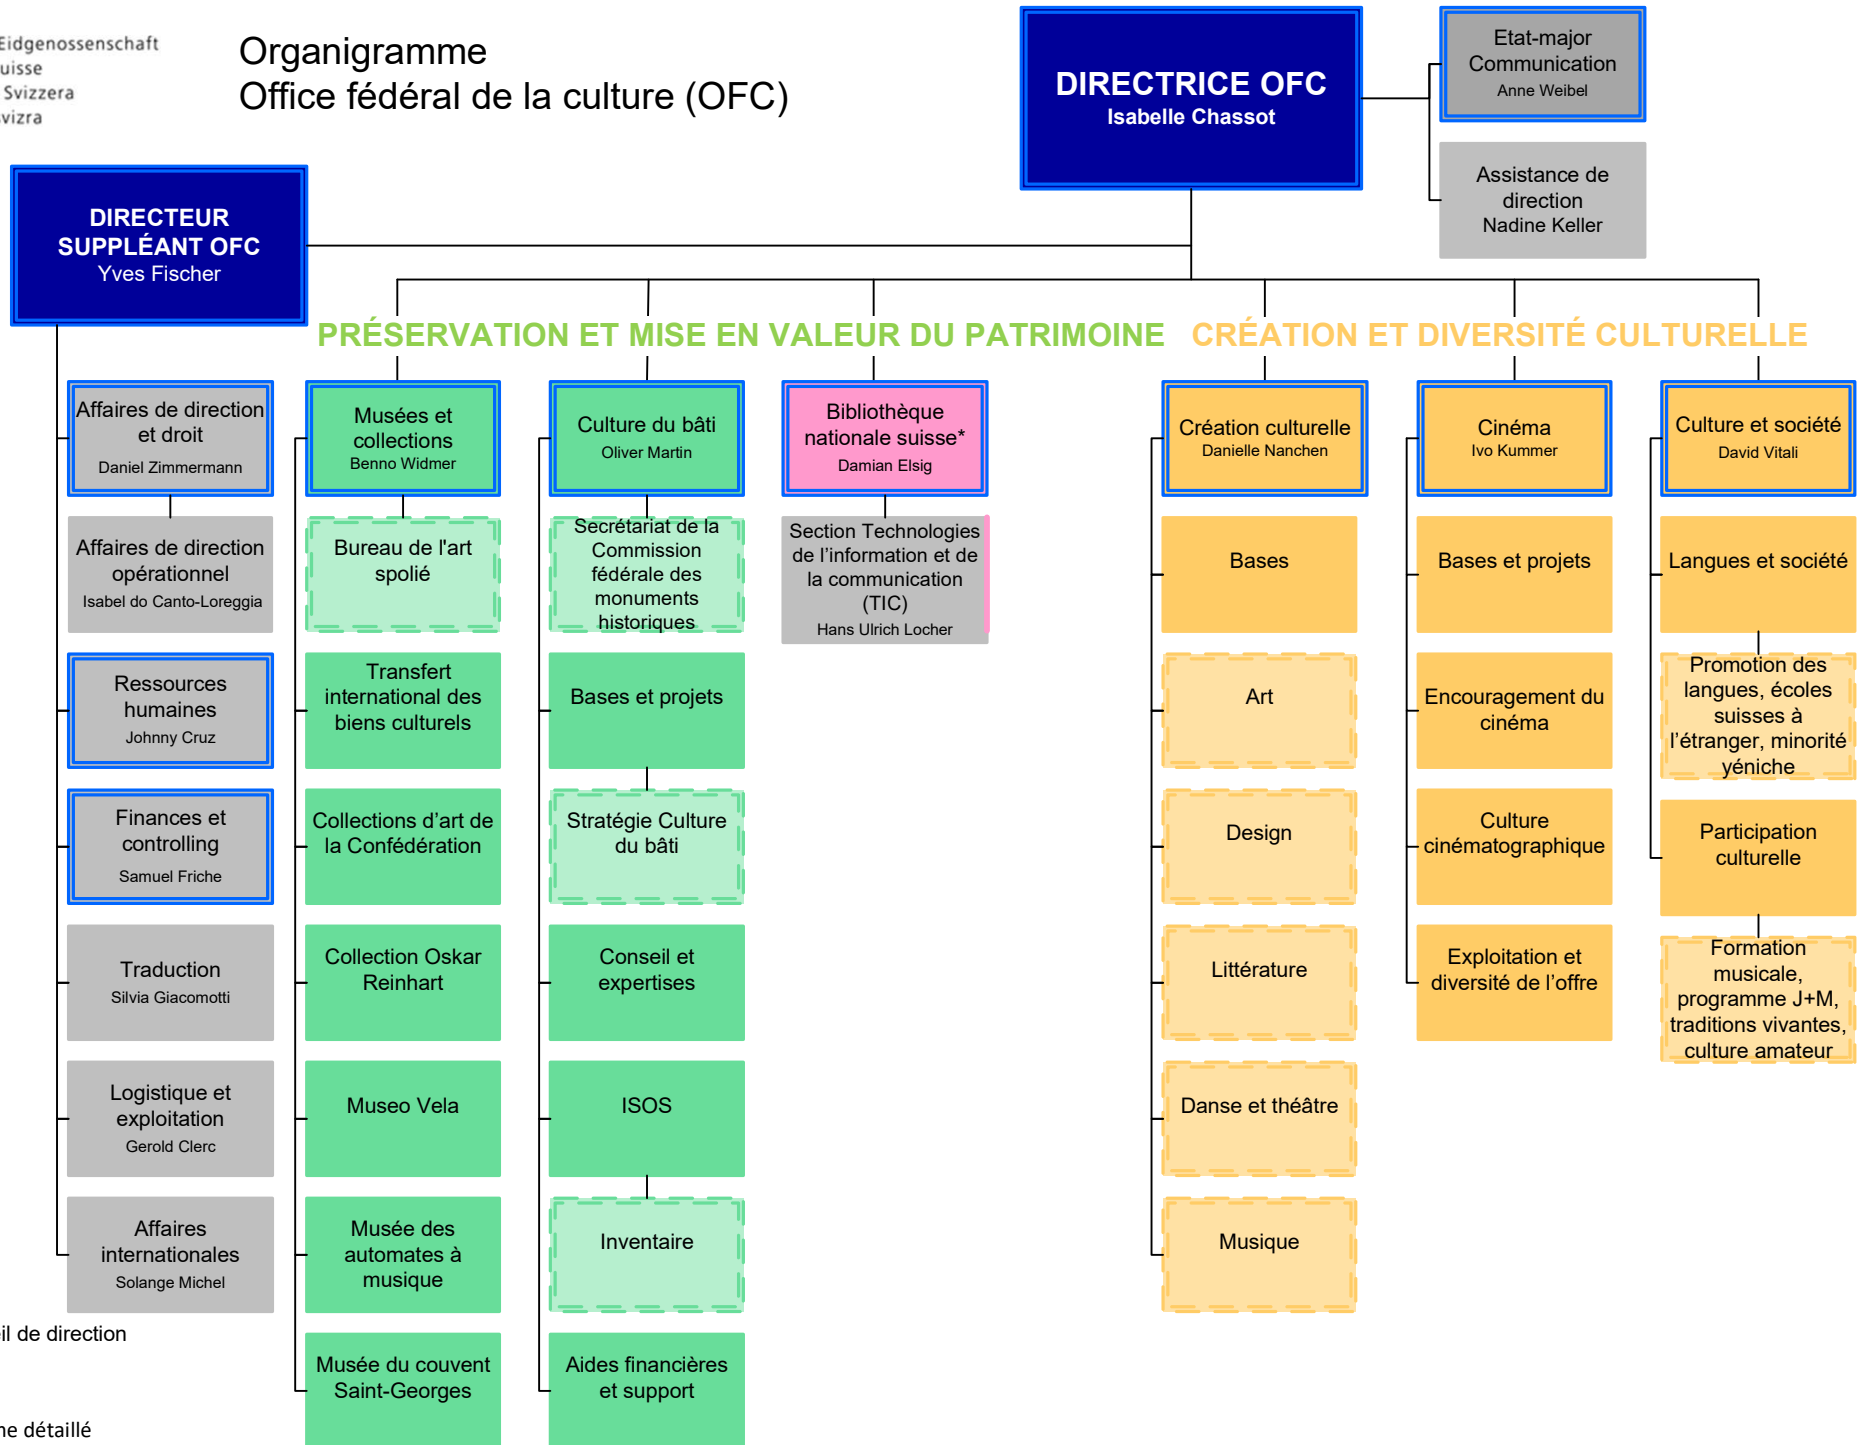 Eidgenossenschaft
uisse
Svizzera
vizra
Organigramme
Office fédéral de la culture (OFC)
DIRECTRICE OFC
Isabelle Chassot
Etat-major
Communication
Anne Weibel
Assistance de
direction
Nadine Keller
DIRECTEUR
SUPPLÉANT OFC
Yves Fischer
PRÉSERVATION ET MISE EN VALEUR DU PATRIMOINE
CRÉATION ET DIVERSITÉ CULTURELLE
Affaires de direction
et droit
Daniel Zimmermann
Affaires de direction
opérationnel
Isabel do Canto-Loreggia
Ressources
humaines
Johnny Cruz
Finances et
controlling
Samuel Friche
Traduction
Silvia Giacomotti
Logistique et
exploitation
Gerold Clerc
Affaires
internationales
Solange Michel
Musées et
collections
Benno Widmer
Bureau de l'art
spolié
Transfert
international des
biens culturels
Collections d’art de
la Confédération
Collection Oskar
Reinhart
Museo Vela
Musée des
automates à
musique
Musée du couvent
Saint-Georges
Culture du bâti
Oliver Martin
Secrétariat de la
Commission
fédérale des
monuments
historiques
Bases et projets
Stratégie Culture
du bâti
Conseil et
expertises
ISOS
Inventaire
Aides financières
et support
Bibliothèque
nationale suisse*
Damian Elsig
Section Technologies
de l’information et de
la communication
(TIC)
Hans Ulrich Locher
Création culturelle
Danielle Nanchen
Bases
Art
Design
Littérature
Danse et théâtre
Musique
Cinéma
Ivo Kummer
Bases et projets
Encouragement du
cinéma
Culture
cinématographique
Exploitation et
diversité de l’offre
Culture et société
David Vitali
Langues et société
Promotion des
langues, écoles
suisses à
l’étranger, minorité
yéniche
Participation
culturelle
Formation
musicale,
programme J+M,
traditions vivantes,
culture amateur
il de direction
ne détaillé